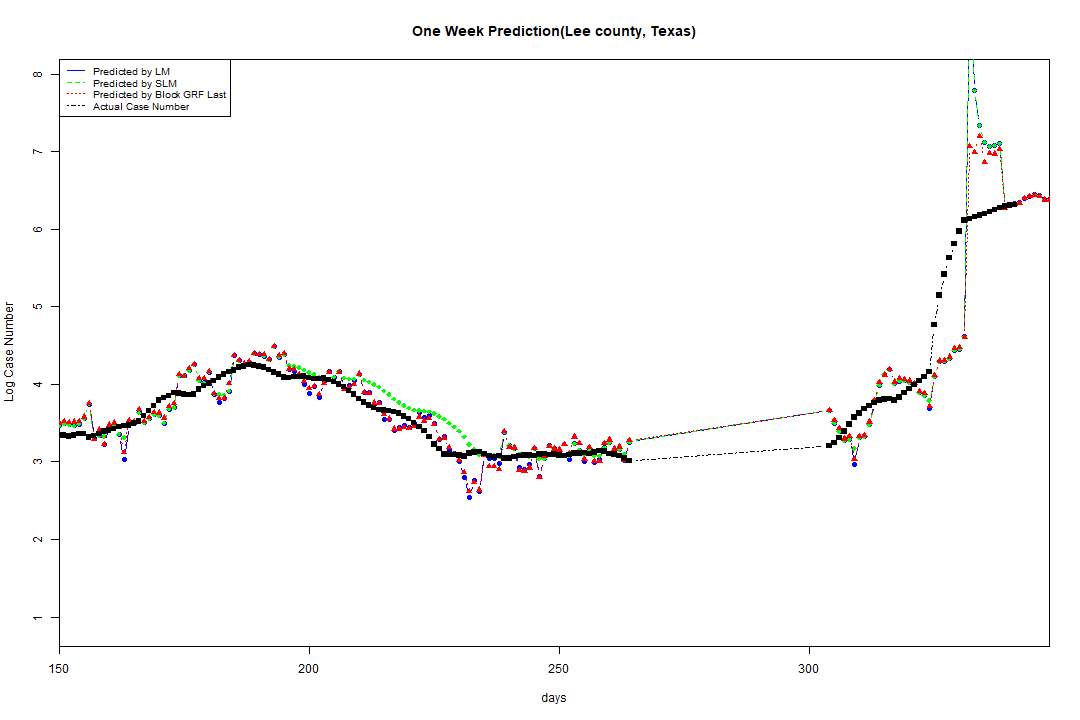 One Week Prediction(Lee county, Texas)
Predicted by LM
Predicted by SLM
Predicted by Block GRF Last
Actual Case Number
Log Case Number
8
7
6
5
4
3
2
1
150 200 250 300
days